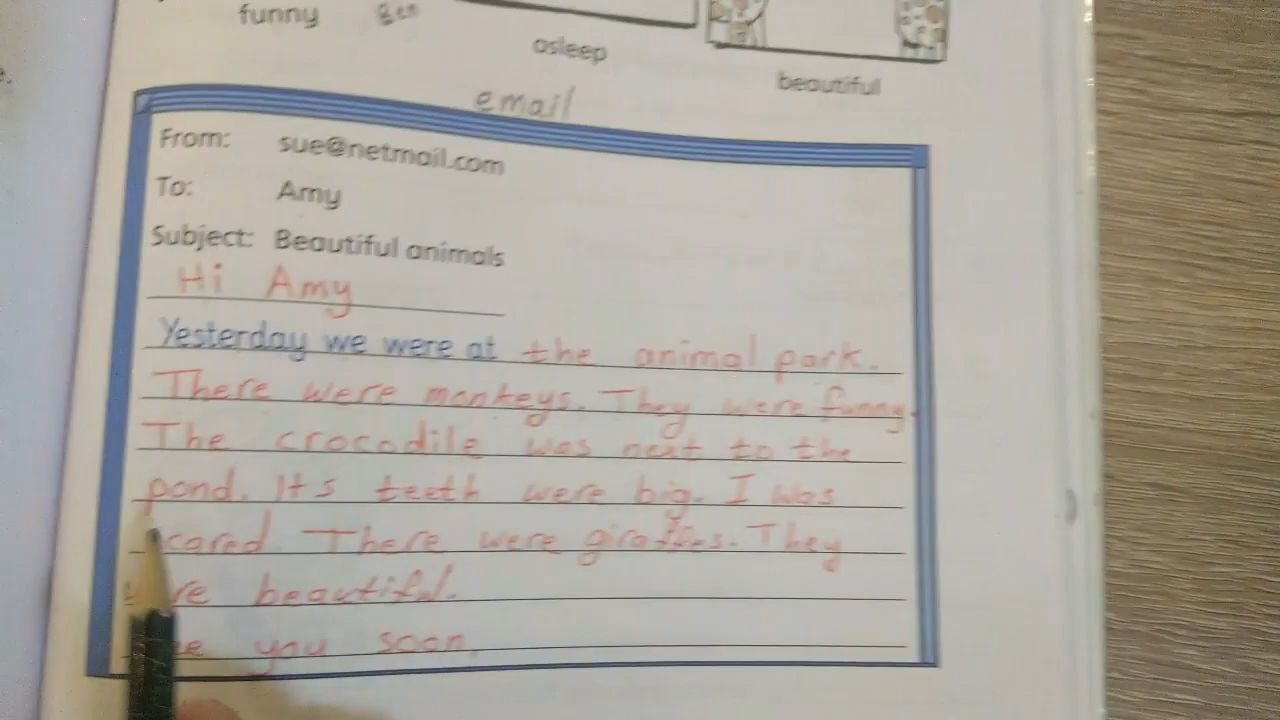 funny
asleep
beautiful
email
From: sue@netmail.com
To: Amy
Subject: Beautiful animals
Hi Amy
Yesterday we were at the animal park.
There were monkeys. They were funny.
The crocodile was next to the
pond. Its teeth were big. I was
scared. There were giraffes. They
were beautiful.
you soon.